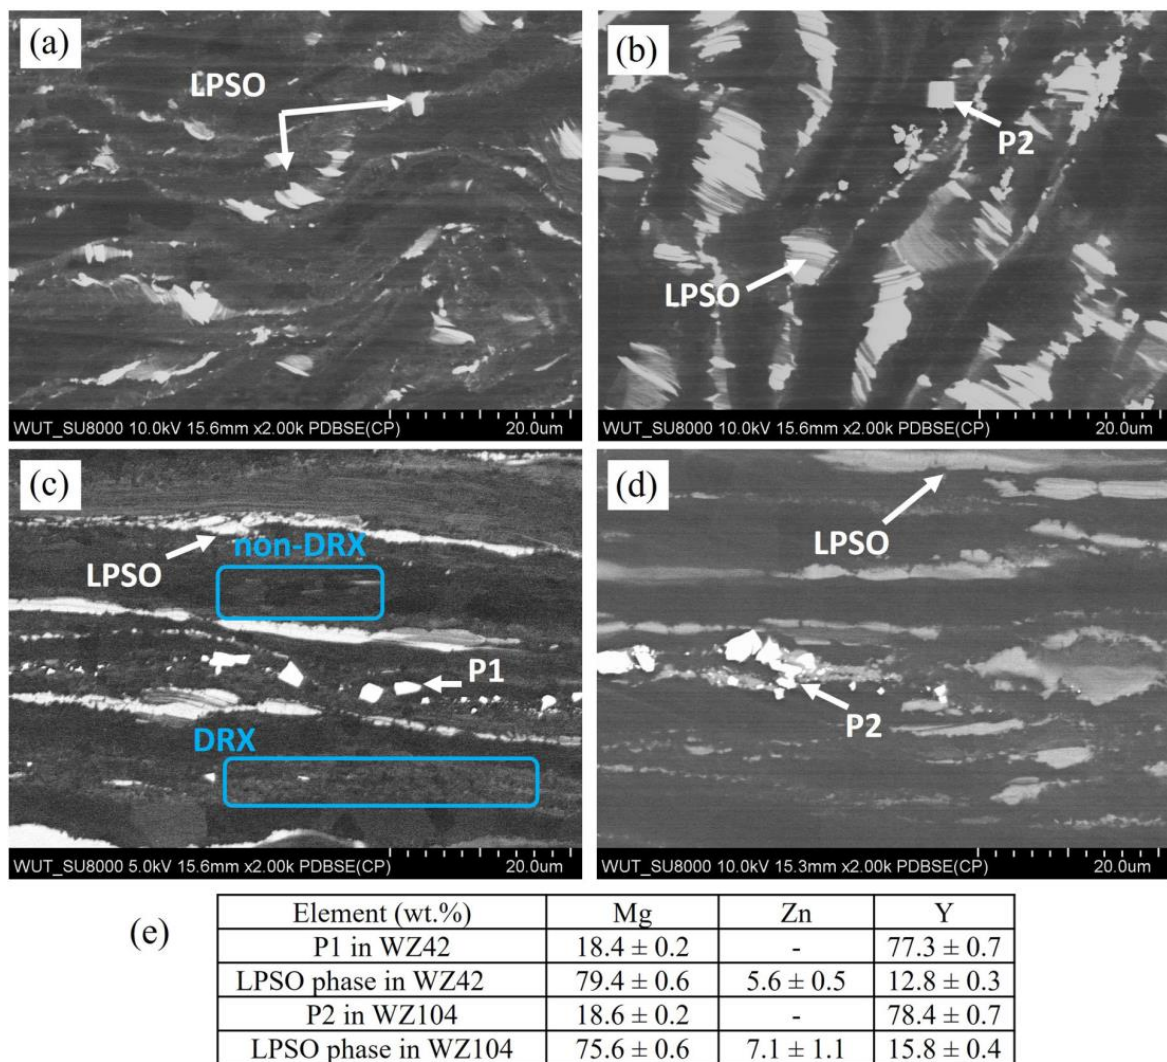 (a)
LPSO
WUT_SU8000 10.0kV 15.6mm x2.00k PDBSE(CP) 20.0um
(b)
P2
LPSO
WUT_SU8000 10.0kV 15.6mm x2.00k PDBSE(CP) 20.0um
(c)
non-DRX
LPSO
P1
DRX
WUT_SU8000 5.0kV 15.6mm x2.00k PDBSE(CP) 20.0um
(d)
LPSO
P2
WUT_SU8000 10.0kV 15.3mm x2.00k PDBSE(CP) 20.0um
(e)
Element (wt.%) Mg Zn Y
P1 in WZ42 18.4 ± 0.2 - 77.3 ± 0.7
LPSO phase in WZ42 79.4 ± 0.6 5.6 ± 0.5 12.8 ± 0.3
P2 in WZ104 18.6 ± 0.2 - 78.4 ± 0.7
LPSO phase in WZ104 75.6 ± 0.6 7.1 ± 1.1 15.8 ± 0.4